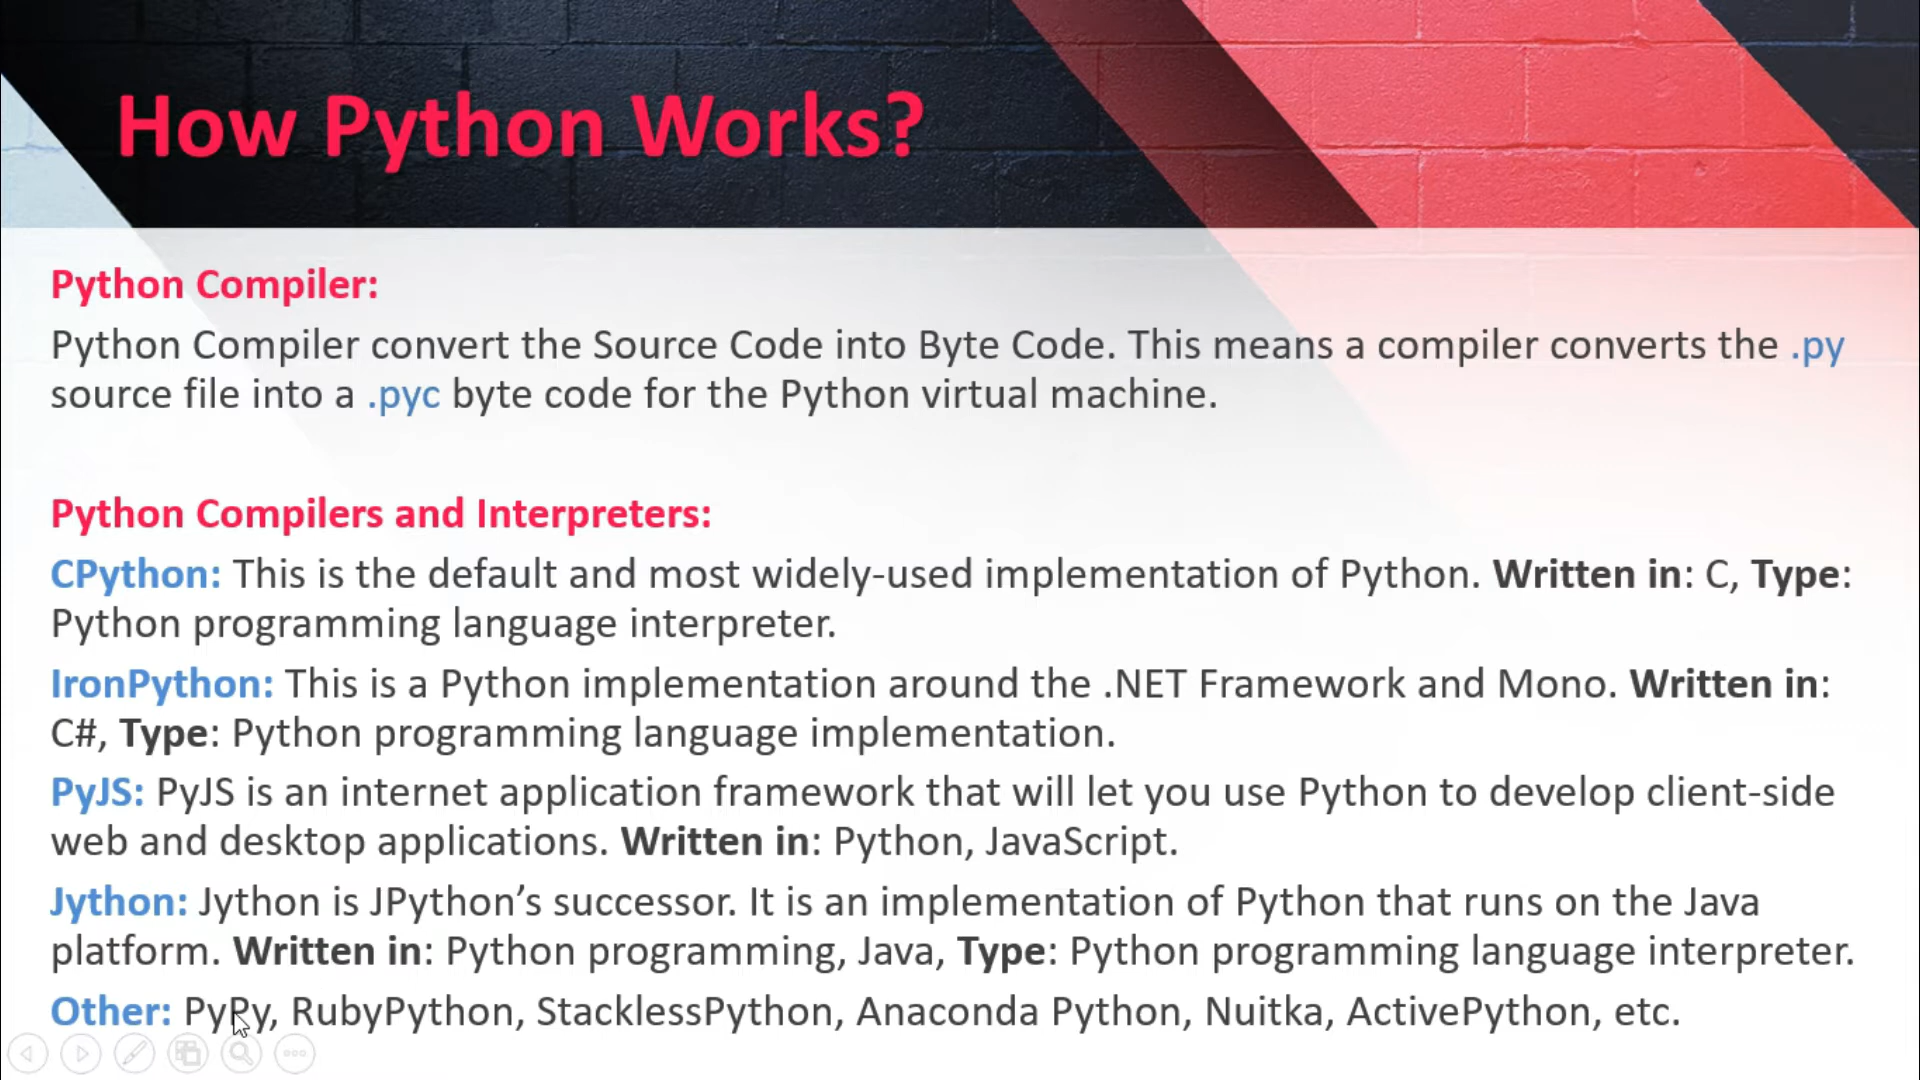 How Python Works?
Python Compiler:
Python Compiler convert the Source Code into Byte Code. This means a compiler converts the .py
source file into a .pyc byte code for the Python virtual machine.
Python Compilers and Interpreters:
CPython: This is the default and most widely-used implementation of Python. Written in: C, Type:
Python programming language interpreter.
IronPython: This is a Python implementation around the .NET Framework and Mono. Written in:
C#, Type: Python programming language implementation.
PyJS: PyJS is an internet application framework that will let you use Python to develop client-side
web and desktop applications. Written in: Python, JavaScript.
Jython: Jython is JPython’s successor. It is an implementation of Python that runs on the Java
platform. Written in: Python programming, Java, Type: Python programming language interpreter.
Other: PyPy, RubyPython, StacklessPython, Anaconda Python, Nuitka, ActivePython, etc.